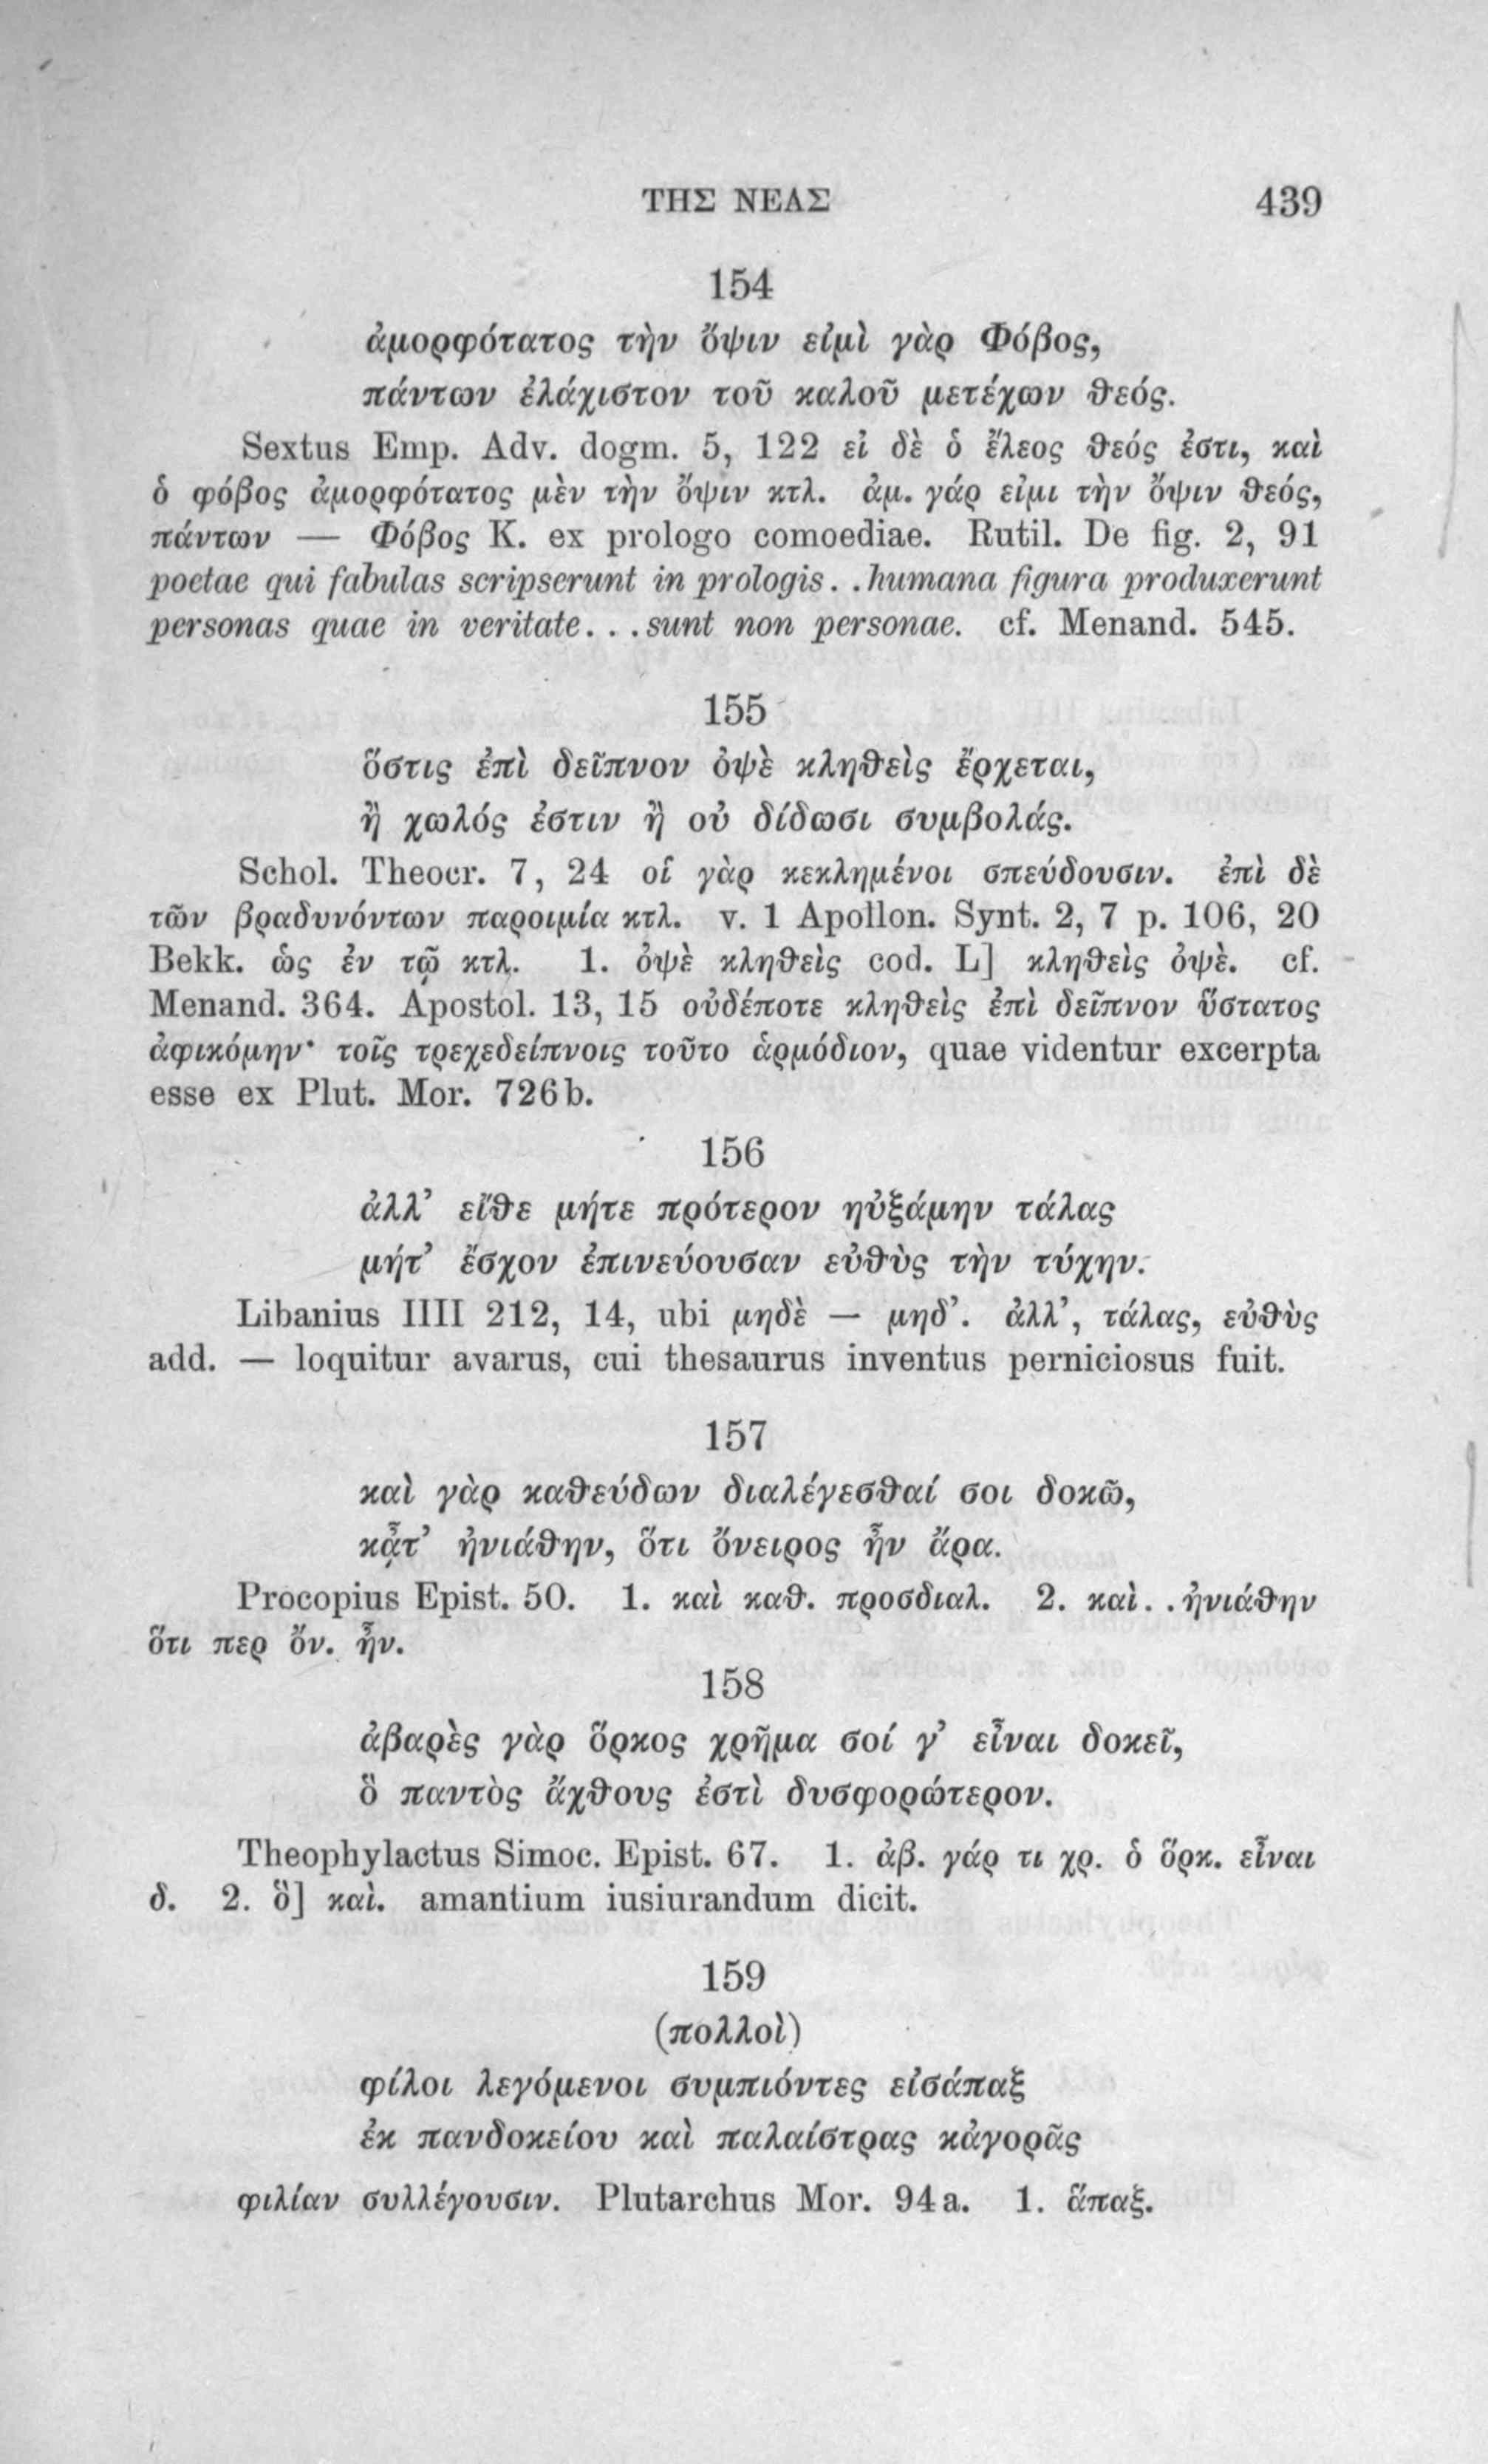 ΤΗΣ ΝΕΑΣ 439
154
ἀμορφότατος τὴν ὄψιν εἰμὶ γὰρ Φόβος,
πάντων ἐλάχιστον τοῦ καλοῦ μετέχων θεός.
Sextus Emp. Adv. dogm. 5, 122 εἰ δὲ ὁ ἔλεος θεός ἐστι, καὶ
ὁ φόβος ἀμορφότατος μὲν τὴν ὄψιν κτλ. ἀμ. γάρ εἰμι τὴν ὄψιν θεός,
πάντων — Φόβος K. ex prologo comoediae. Rutil. De fig. 2, 91
poetae qui fabulas scripserunt in prologis. . humana figura produxerunt
personas quae in veritate. . . sunt non personae. cf. Menand. 545.
155
ὅστις ἐπὶ δεῖπνον ὀψὲ κληθεὶς ἔρχεται,
ἢ χωλός ἐστιν ἢ οὐ δίδωσι συμβολάς.
Schol. Theocr. 7, 24 οἱ γὰρ κεκλημένοι σπεύδουσιν. ἐπὶ δὲ
τῶν βραδυνόντων παροιμία κτλ. v. 1 Apollon. Synt. 2, 7 p. 106, 20
Bekk. ὡς ἐν τῷ κτλ. 1. ὀψὲ κληθεὶς cod. L] κληθεὶς ὀψὲ. cf.
Menand. 364. Apostol. 13, 15 οὐδέποτε κληθεὶς ἐπὶ δεῖπνον ὕστατος
ἀφικόμην· τοῖς τρεχεδείπνοις τοῦτο ἁρμόδιον, quae videntur excerpta
esse ex Plut. Mor. 726b.
156
ἀλλ’ εἴθε μήτε πρότερον ηὐξάμην τάλας
μήτ’ ἔσχον ἐπινεύουσαν εὐθὺς τὴν τύχην.
Libanius IIII 212, 14, ubi μηδὲ — μηδ’. ἀλλ’, τάλας, εὐθὺς
add. — loquitur avarus, cui thesaurus inventus perniciosus fuit.
157
καὶ γὰρ καθεύδων διαλέγεσθαί σοι δοκῶ,
κᾆτ’ ἠνιάθην, ὅτι ὄνειρος ἦν ἄρα.
Procopius Epist. 50. 1. καὶ καθ. προσδιαλ. 2. καὶ. . ἠνιάθην
ὅτι περ ὄν. ἦν.
158
ἀβαρὲς γὰρ ὅρκος χρῆμα σοί γ’ εἶναι δοκεῖ,
ὃ παντὸς ἄχθους ἐστὶ δυσφορώτερον.
Theophylactus Simoc. Epist. 67. 1. ἀβ. γάρ τι χρ. ὁ ὅρκ. εἶναι
δ. 2. ὃ] καὶ. amantium iusiurandum dicit.
159
(πολλοὶ)
φίλοι λεγόμενοι συμπιόντες εἰσάπαξ
ἐκ πανδοκείου καὶ παλαίστρας κἀγορᾶς
φιλίαν συλλέγουσιν. Plutarchus Mor. 94a. 1. ἅπαξ.